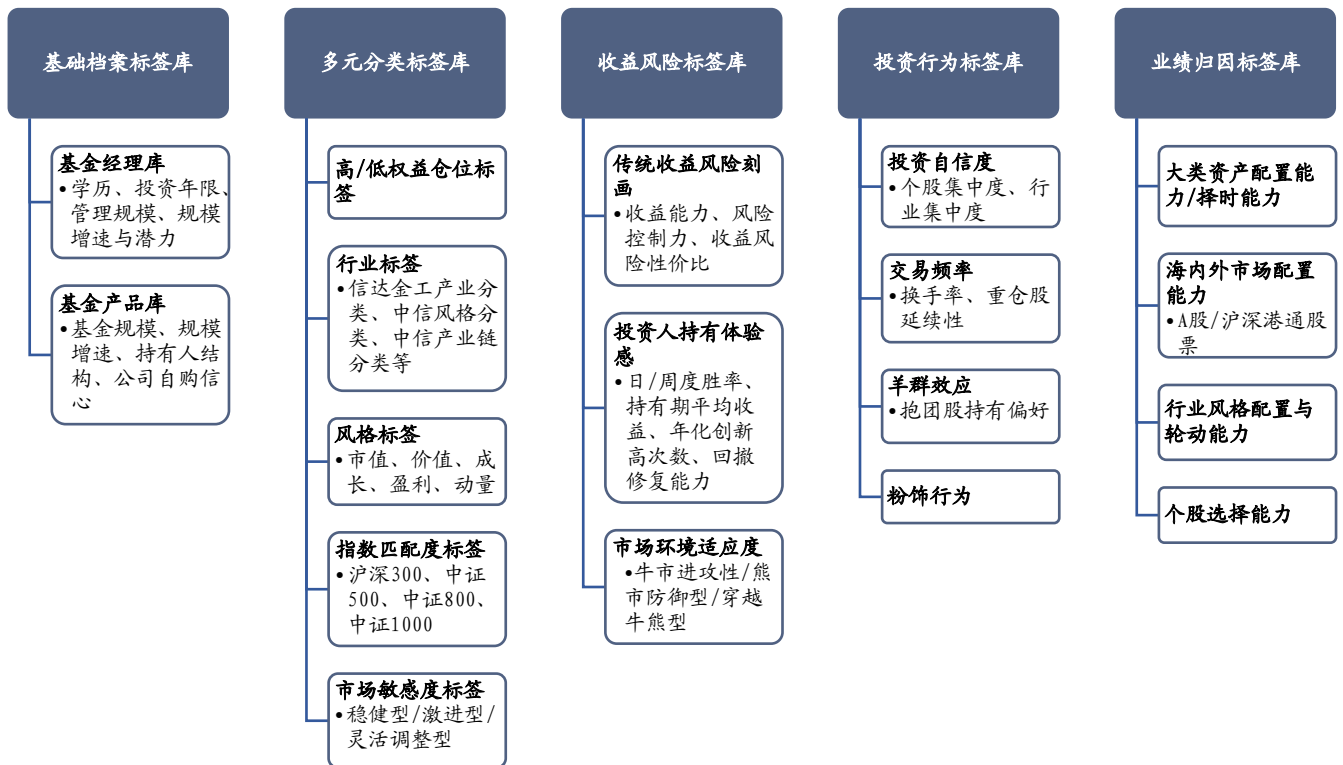 基础档案标签库
基金经理库
•学历、投资年限、
管理规模、规模
增速与潜力
基金产品库
•基金规模、规模
增速、持有人结
构、公司自购信
心
多元分类标签库
高/低权益仓位标
签
行业标签
•信达金工产业分
类、中信风格分
类、中信产业链
分类等
风格标签
•市值、价值、成
长、盈利、动量
指数匹配度标签
•沪深300、中证
500、中证800、
中证1000
市场敏感度标签
•稳健型/激进型/
灵活调整型
收益风险标签库
传统收益风险刻
画
•收益能力、风险
控制力、收益风
险性价比
投资人持有体验
感
•日/周度胜率、
持有期平均收
益、年化创新
高次数、回撤
修复能力
市场环境适应度
•牛市进攻性/熊
市防御型/穿越
牛熊型
投资行为标签库
投资自信度
•个股集中度、行
业集中度
交易频率
•换手率、重仓股
延续性
羊群效应
•抱团股持有偏好
粉饰行为
业绩归因标签库
大类资产配置能
力/择时能力
海内外市场配置
能力
•A股/沪深港通股
票
行业风格配置与
轮动能力
个股选择能力